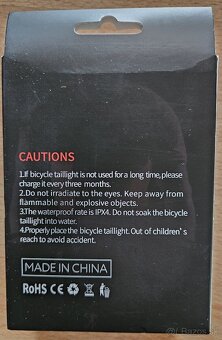 CAUTIONS
1.If bicycle taillight is not used for a long time,please
charge it every three months.
2.Do not irradiate to the eyes. Keep away from
flammable and explosive objects.
3.The waterproof rate is IPX4. Do not soak the bicycle
taillight into water.
4.Properly place the bicycle taillight. Out of children's
reach to avoid accident.
MADE IN CHINA
RoHS CE